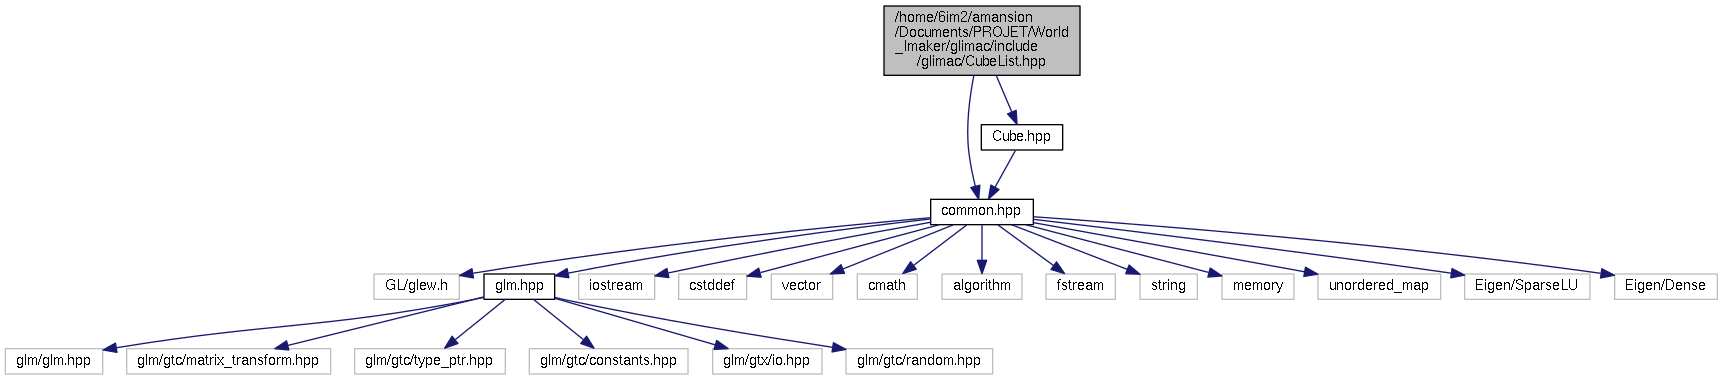 /home/6im2/amansion
/Documents/PROJET/World
_Imaker/glimac/include
/glimac/CubeList.hpp
Cube.hpp
common.hpp
GL/glew.h
glm.hpp
iostream
cstddef
vector
cmath
algorithm
fstream
string
memory
unordered_map
Eigen/SparseLU
Eigen/Dense
glm/glm.hpp
glm/gtc/matrix_transform.hpp
glm/gtc/type_ptr.hpp
glm/gtc/constants.hpp
glm/gtx/io.hpp
glm/gtc/random.hpp